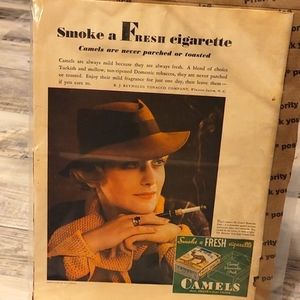 Smoke a FRESH cigarette
Camels are never parched or toasted
Camels are always mild because they are always fresh. A blend of choice
Turkish and mellow, sun-ripened Domestic tobaccos, they are never parched
or toasted. Enjoy their mild fragrance for just one day, then leave them —
if you care to.
R. J. REYNOLDS TOBACCO COMPANY, Winston-Salem, N. C.
Smoke a FRESH cigarette
CAMELS